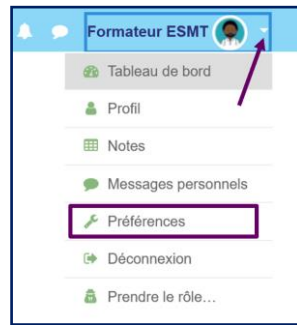 Formateur ESMT
Tableau de bord
Profil
Notes
Messages personnels
Préférences
Déconnexion
Prendre le rôle...